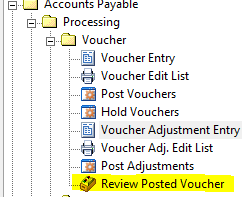 Accounts Payable
Processing
Voucher
Voucher Entry
Voucher Edit List
Post Vouchers
Hold Vouchers
Voucher Adjustment Entry
Voucher Adj. Edit List
Post Adjustments
Review Posted Voucher